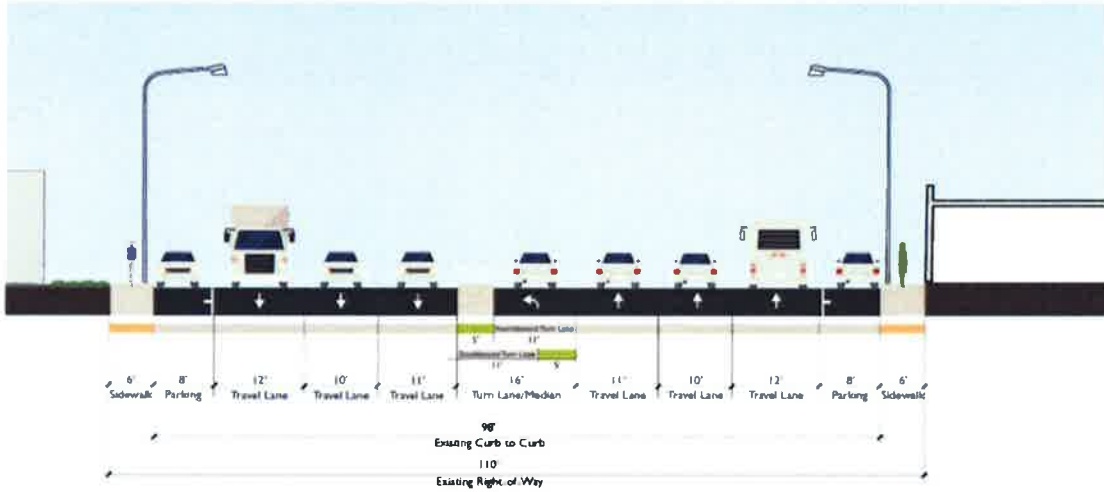 Northbound Turn Lane
5' 11'
Southbound Turn Lane
11' 5'
6' 8' 12' 10' 11' 16' 11' 10' 12' 8' 6'
Sidewalk Parking Travel Lane Travel Lane Travel Lane Turn Lane/Median Travel Lane Travel Lane Travel Lane Parking Sidewalk
98'
Existing Curb to Curb
110'
Existing Right of Way